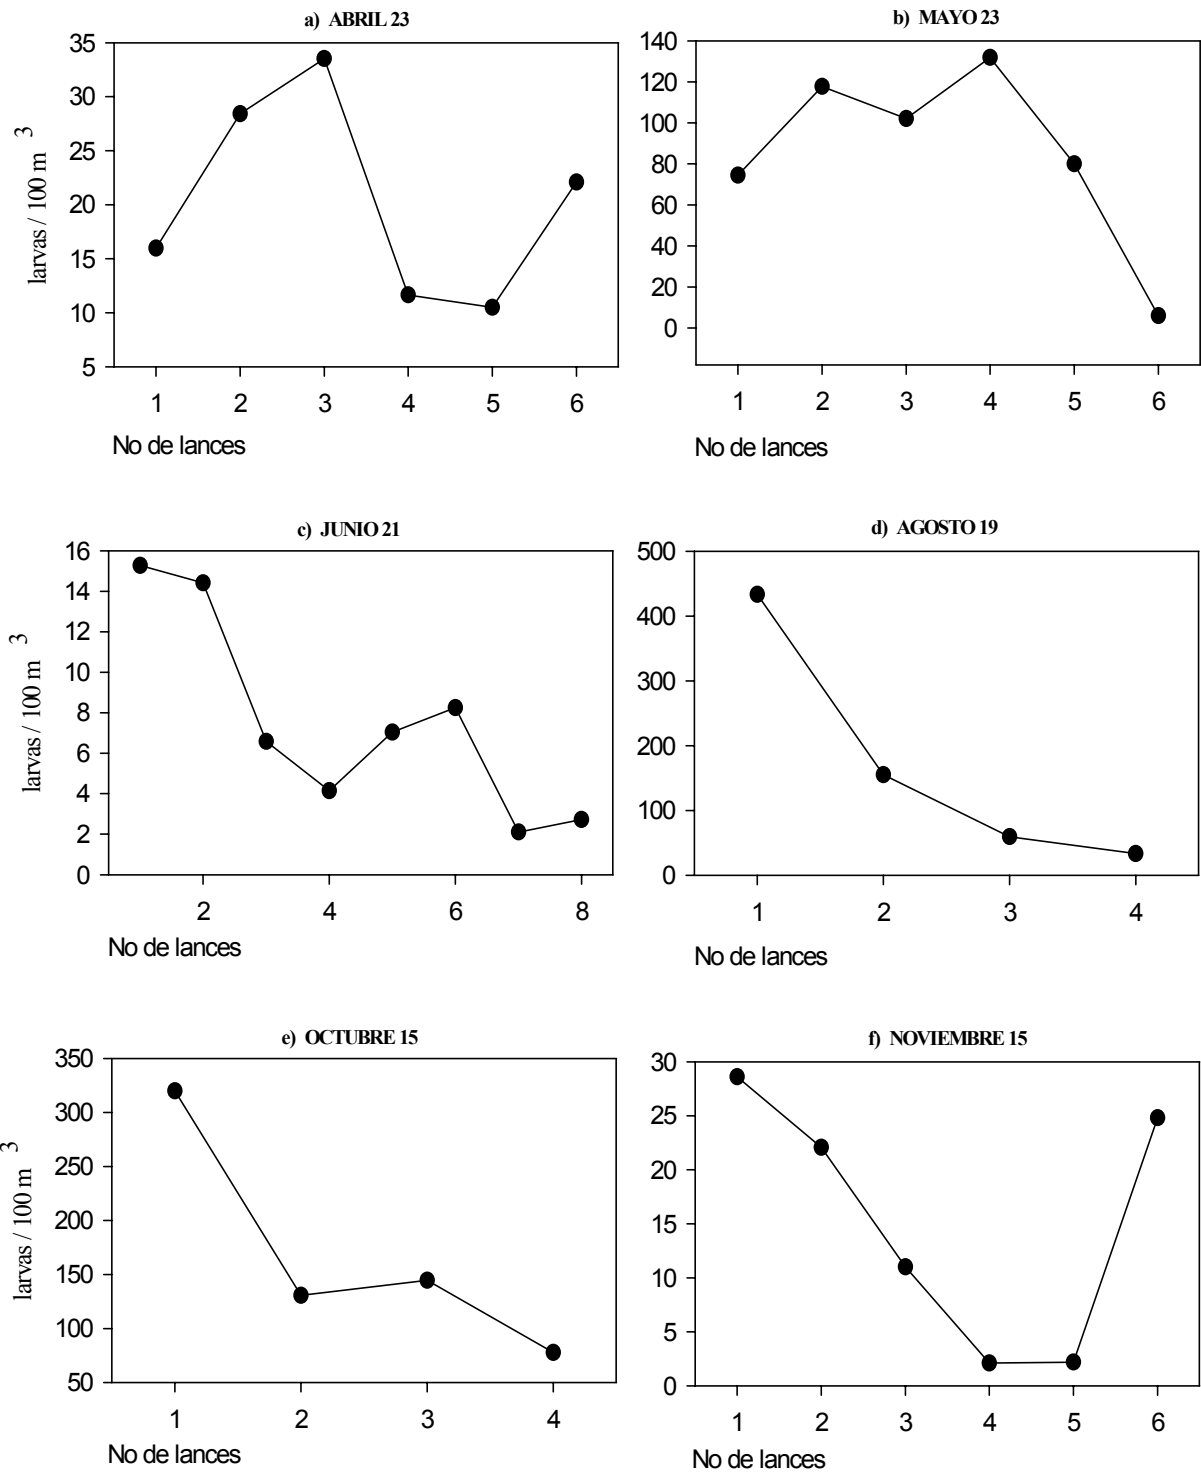 a) ABRIL 23
35
30
25
20
15
10
5
larvas / 100 m 3
1 2 3 4 5 6
No de lances
b) MAYO 23
140
120
100
80
60
40
20
0
1 2 3 4 5 6
No de lances
c) JUNIO 21
16
14
12
10
8
6
4
2
0
larvas / 100 m 3
2 4 6 8
No de lances
d) AGOSTO 19
500
400
300
200
100
0
1 2 3 4
No de lances
e) OCTUBRE 15
350
300
250
200
150
100
50
larvas / 100 m 3
1 2 3 4
No de lances
f) NOVIEMBRE 15
30
25
20
15
10
5
0
1 2 3 4 5 6
No de lances